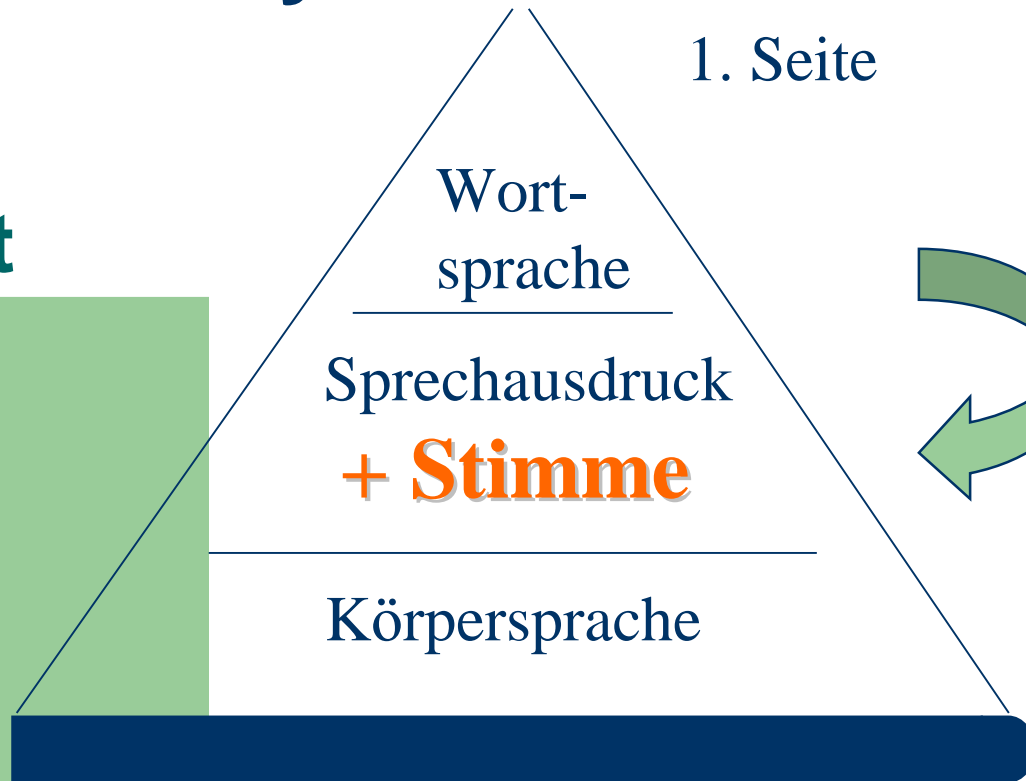 1. Seite
Wort-
sprache
Sprechausdruck
+ Stimme
Körpersprache